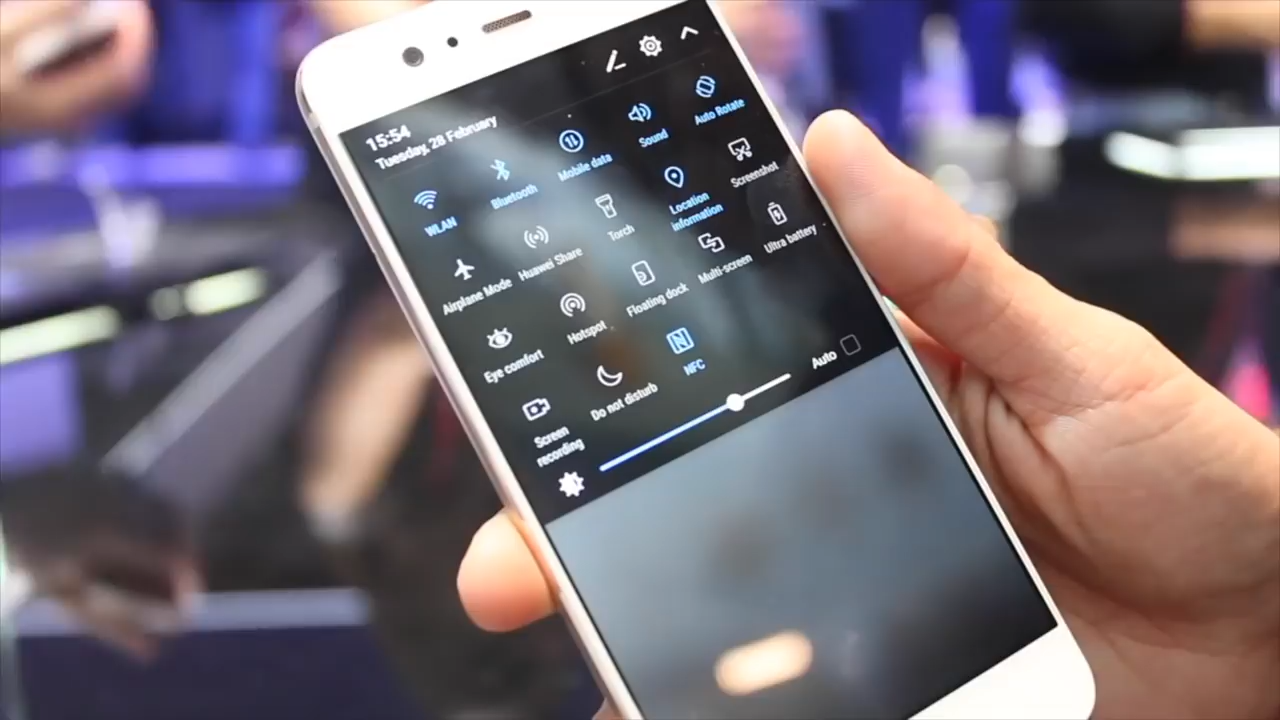 15:54
Tuesday, 28 February
WLAN
Bluetooth
Mobile data
Sound
Auto Rotate
Airplane Mode
Huawei Share
Torch
Location
information
Screenshot
Eye comfort
Hotspot
Floating dock
Multi-screen
Ultra battery
Screen
recording
Do not disturb
NFC
Auto